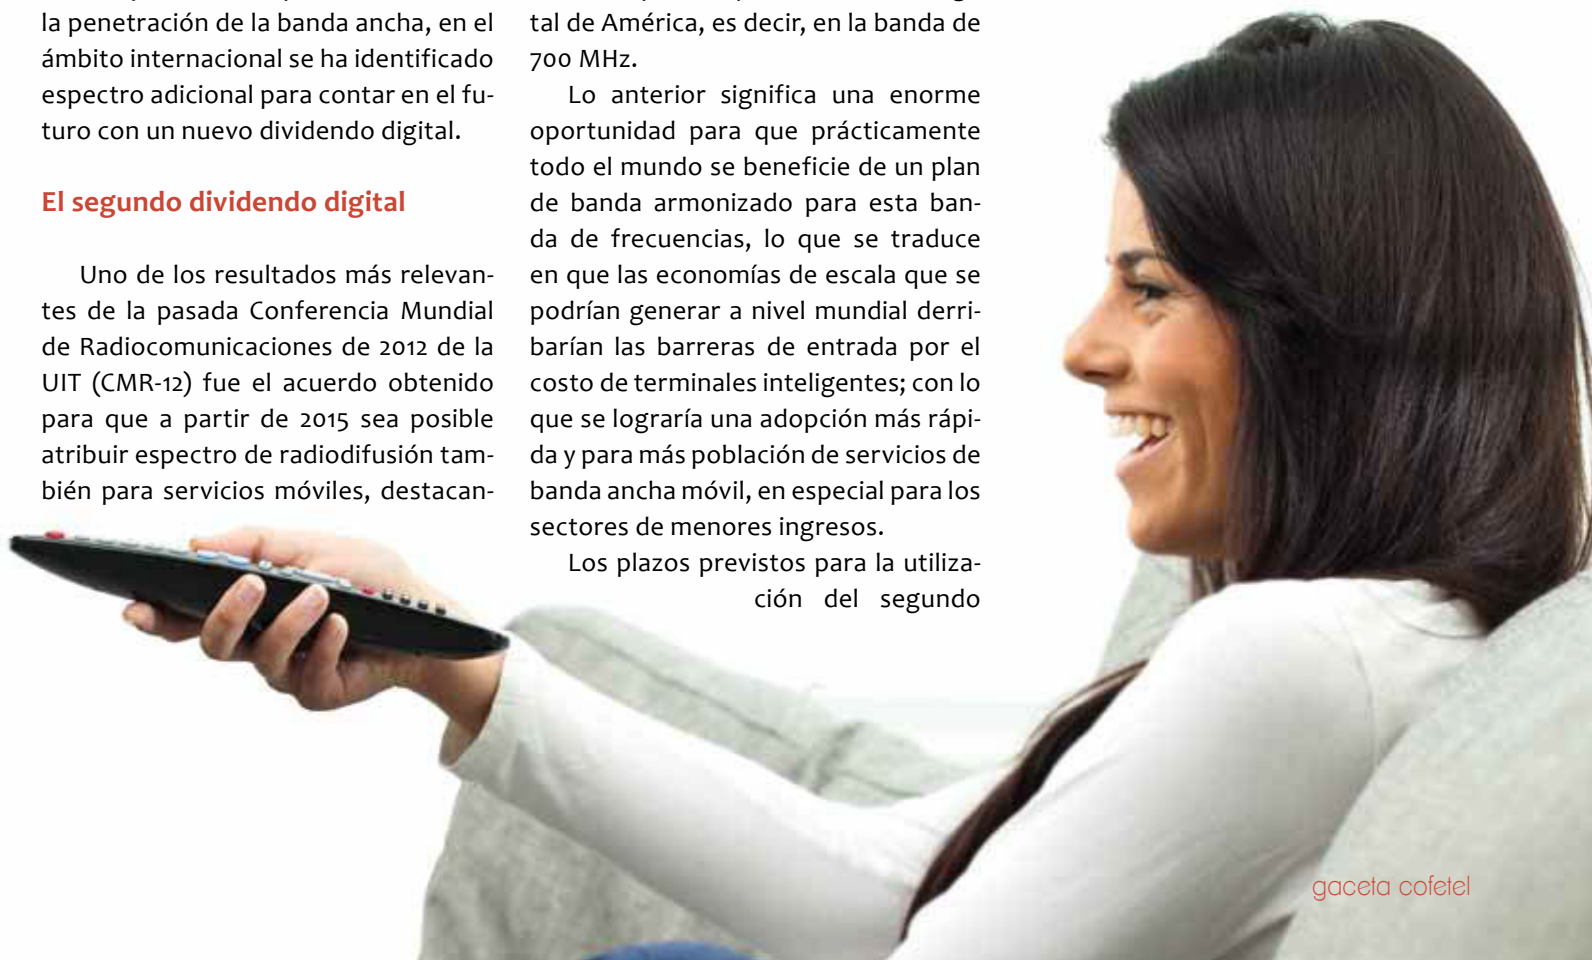 la penetración de la banda ancha, en el
ámbito internacional se ha identificado
espectro adicional para contar en el fu-
turo con un nuevo dividendo digital.
El segundo dividendo digital
Uno de los resultados más relevan-
tes de la pasada Conferencia Mundial
de Radiocomunicaciones de 2012 de la
UIT (CMR-12) fue el acuerdo obtenido
para que a partir de 2015 sea posible
atribuir espectro de radiodifusión tam-
bién para servicios móviles, destacan-
tal de América, es decir, en la banda de
700 MHz.
Lo anterior significa una enorme
oportunidad para que prácticamente
todo el mundo se beneficie de un plan
de banda armonizado para esta ban-
da de frecuencias, lo que se traduce
en que las economías de escala que se
podrían generar a nivel mundial derri-
barían las barreras de entrada por el
costo de terminales inteligentes; con lo
que se lograría una adopción más rápi-
da y para más población de servicios de
banda ancha móvil, en especial para los
sectores de menores ingresos.
Los plazos previstos para la utiliza-
ción del segundo
gaceta cofetel